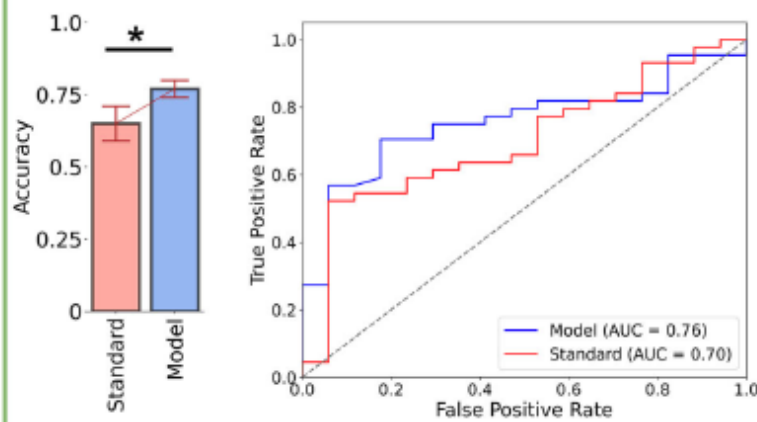 1.0
*
0.75
0.5
0.25
0
Accuracy
Standard
Model
1.0
0.8
0.6
0.4
0.2
0.0
True Positive Rate
Model (AUC = 0.76)
Standard (AUC = 0.70)
0.0 0.2 0.4 0.6 0.8 1.0
False Positive Rate